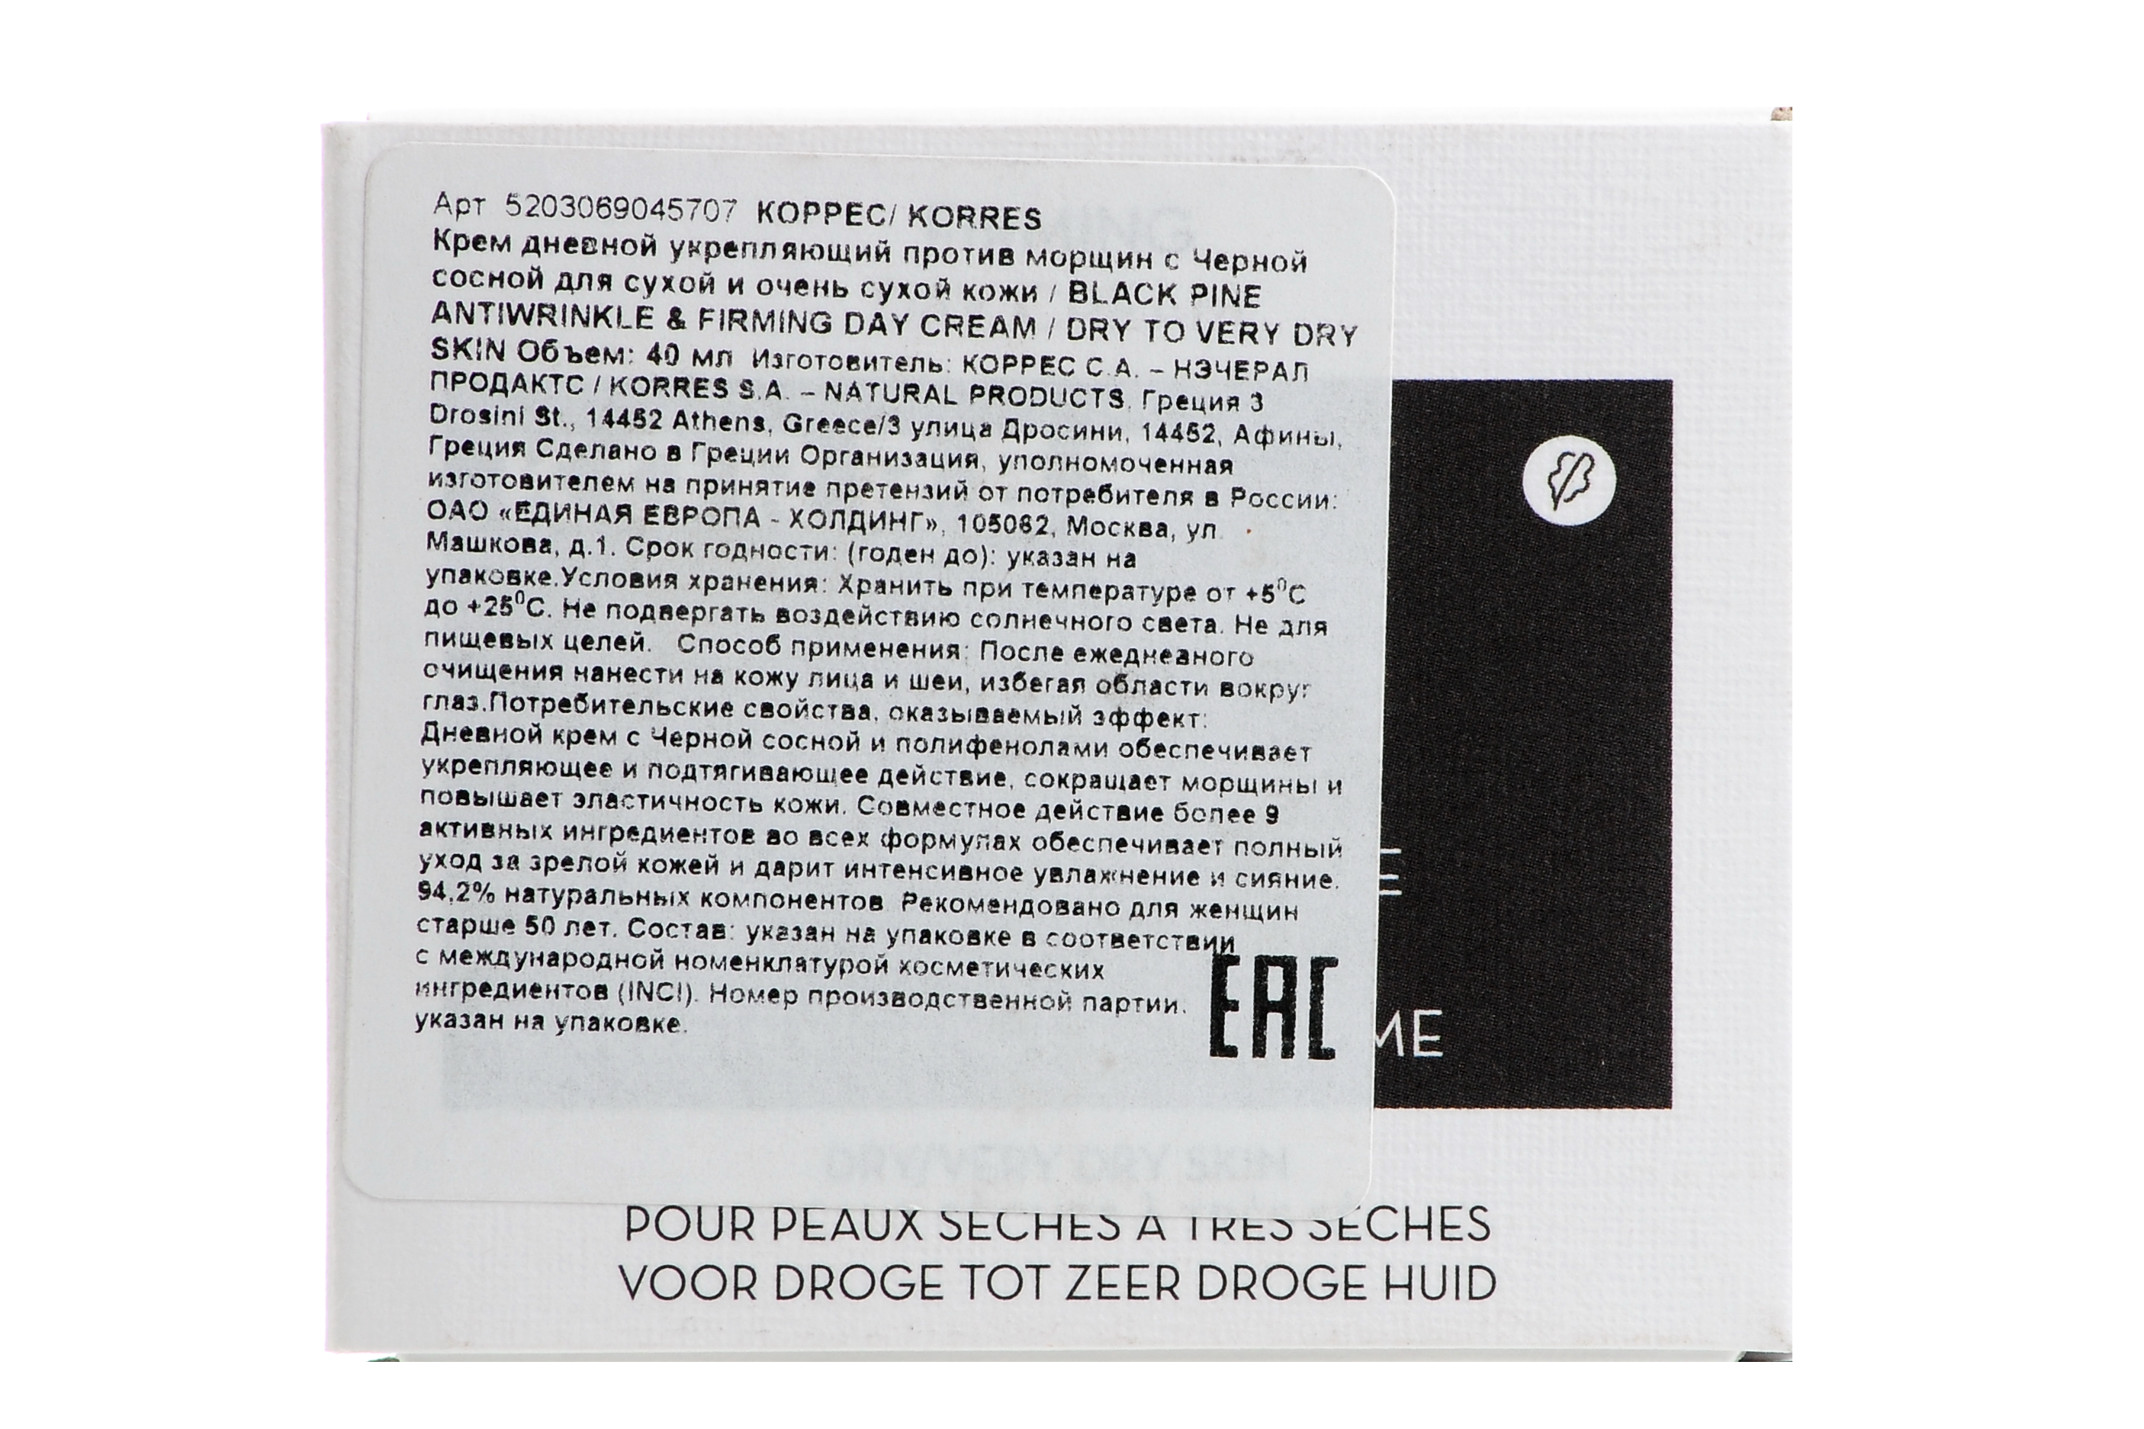 Арт 5203069045707 КОРРЕС/ KORRES
Крем дневной укрепляющий против морщин с Черной
сосной для сухой и очень сухой кожи / BLACK PINE
ANTIWRINKLE & FIRMING DAY CREAM / DRY TO VERY DRY
SKIN Объем: 40 мл Изготовитель: КОРРЕС С.А. – НЭЧЕРАЛ
ПРОДАКТС / KORRES S.A. – NATURAL PRODUCTS, Греция 3
Drosini St., 14452 Athens, Greece/3 улица Дросини, 14452, Афины,
Греция Сделано в Греции Организация, уполномоченная
изготовителем на принятие претензий от потребителя в России:
ОАО «ЕДИНАЯ ЕВРОПА - ХОЛДИНГ», 105062, Москва, ул.
Машкова, д.1. Срок годности: (годен до): указан на
упаковке.Условия хранения: Хранить при температуре от +5⁰С
до +25⁰С. Не подвергать воздействию солнечного света. Не для
пищевых целей. Способ применения: После ежедневного
очищения нанести на кожу лица и шеи, избегая области вокруг
глаз.Потребительские свойства, оказываемый эффект:
Дневной крем с Черной сосной и полифенолами обеспечивает
укрепляющее и подтягивающее действие, сокращает морщины и
повышает эластичность кожи. Совместное действие более 9
активных ингредиентов во всех формулах обеспечивает полный
уход за зрелой кожей и дарит интенсивное увлажнение и сияние.
94,2% натуральных компонентов. Рекомендовано для женщин
старше 50 лет. Состав: указан на упаковке в соответствии
с международной номенклатурой косметических
ингредиентов (INCI). Номер производственной партии.
указан на упаковке.
EAC
E
ME
DRY/VERY DRY SKIN
POUR PEAUX SÈCHES À TRÈS SÈCHES
VOOR DROGE TOT ZEER DROGE HUID